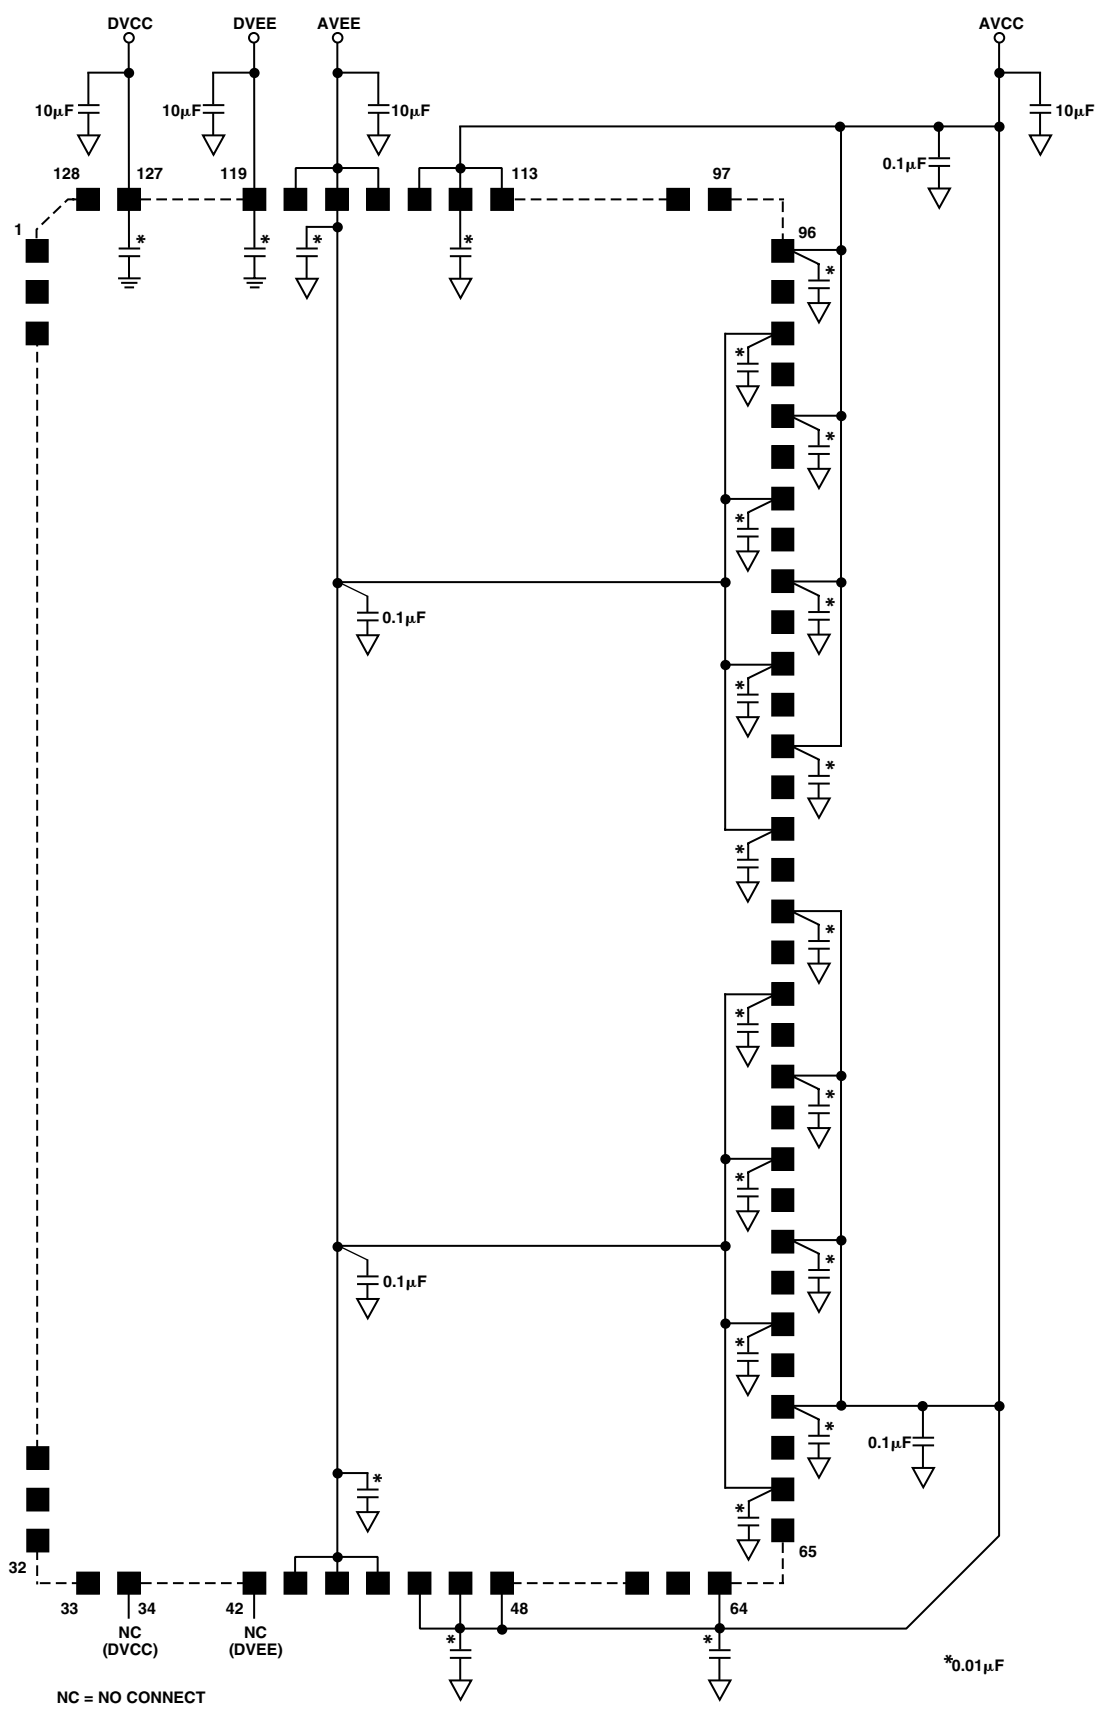 DVCC DVEE AVEE AVCC
10μF 10μF 10μF 10μF
0.1μF
128 127 119 113 97
1
* * * *
96
*
*
*
*
*
0.1μF
*
*
*
*
*
*
*
*
0.1μF
*
*
*
0.1μF
*
*
32
65
33 34 42 48 64
NC NC
(DVCC) (DVEE)
* *
*0.01μF
NC = NO CONNECT